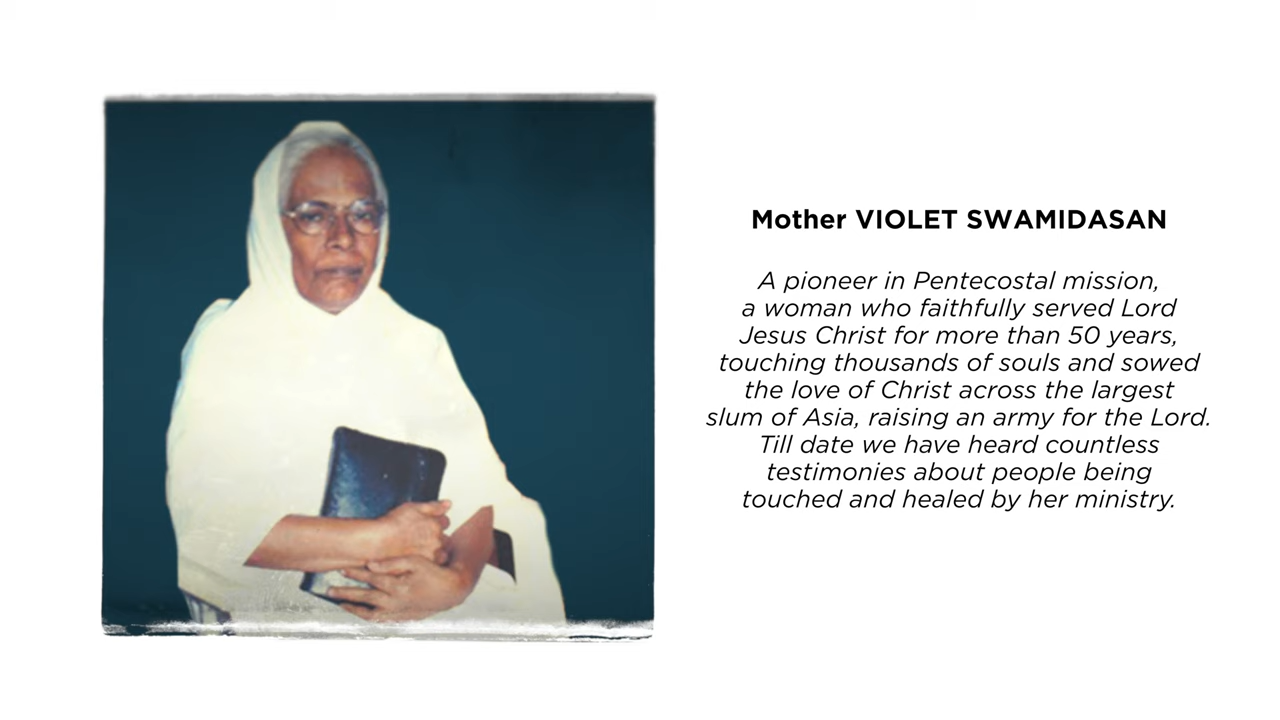 Mother VIOLET SWAMIDASAN
A pioneer in Pentecostal mission,
a woman who faithfully served Lord
Jesus Christ for more than 50 years,
touching thousands of souls and sowed
the love of Christ across the largest
slum of Asia, raising an army for the Lord.
Till date we have heard countless
testimonies about people being
touched and healed by her ministry.